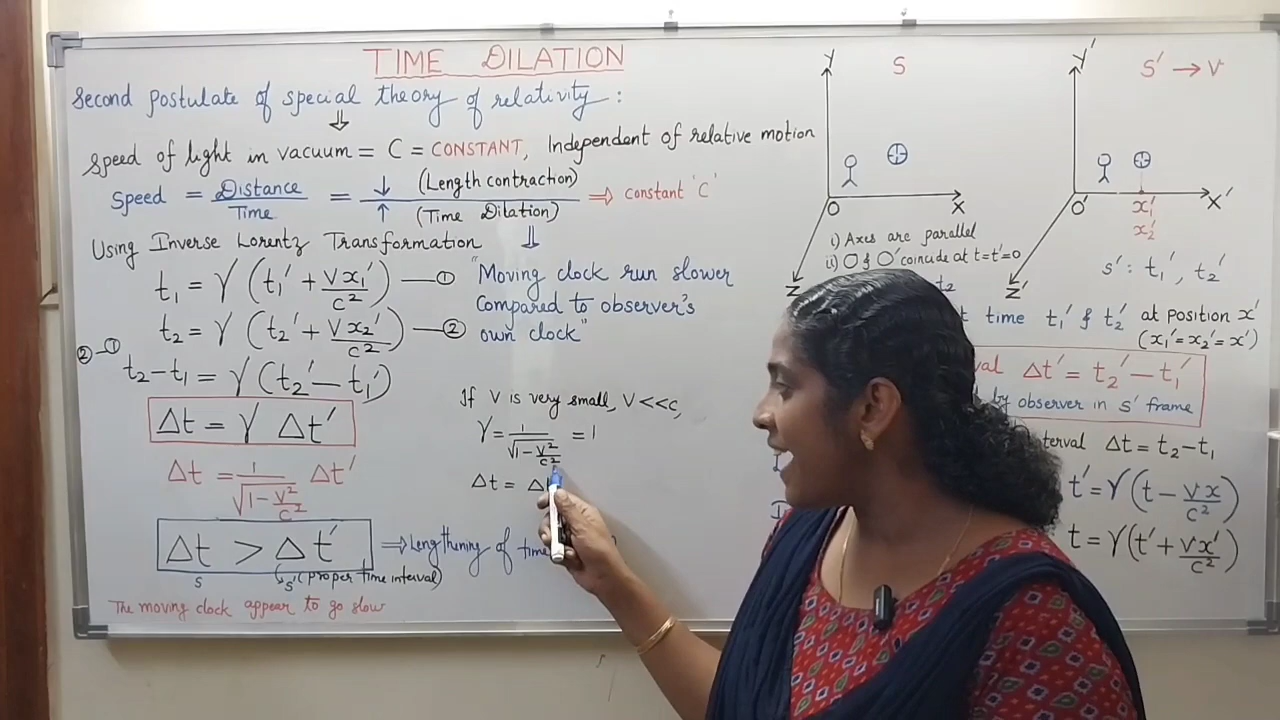 TIME DILATION
Second postulate of special theory of relativity :
⇓
Speed of light in vacuum = C = CONSTANT, Independent of relative motion
Speed = Distance/Time = ↓ (Length contraction)/↑ (Time Dilation) ⇒ constant 'C'
⇓
Using Inverse Lorentz Transformation
t₁ = γ (t₁' + Vx₁'/c²) — ①
t₂ = γ (t₂' + Vx₂'/c²) — ②
② - ①
t₂ - t₁ = γ (t₂' - t₁')
Δt = γ Δt'
Δt = 1/√(1 - V²/c²) Δt'
Δt > Δt' ⇒ Lengthening of time
S
S' (proper time interval)
The moving clock appear to go slow
"Moving clock run slower
Compared to observer's
own clock"
If V is very small, V<<c,
γ = 1/√(1 - V²/c²) = 1
Δt =
Y
S
O
X
Z
Y'
S' → V
O'
x₁'
x₂'
X'
Z'
i) Axes are parallel
ii) O & O' coincide at t=t'=0
t₂
S' : t₁', t₂'
time t₁' & t₂' at position x'
(x₁'=x₂'=x')
Δt' = t₂' - t₁'
by observer in S' frame
Δt = t₂ - t₁
t' = γ(t - Vx/c²)
t = γ(t' + Vx'/c²)